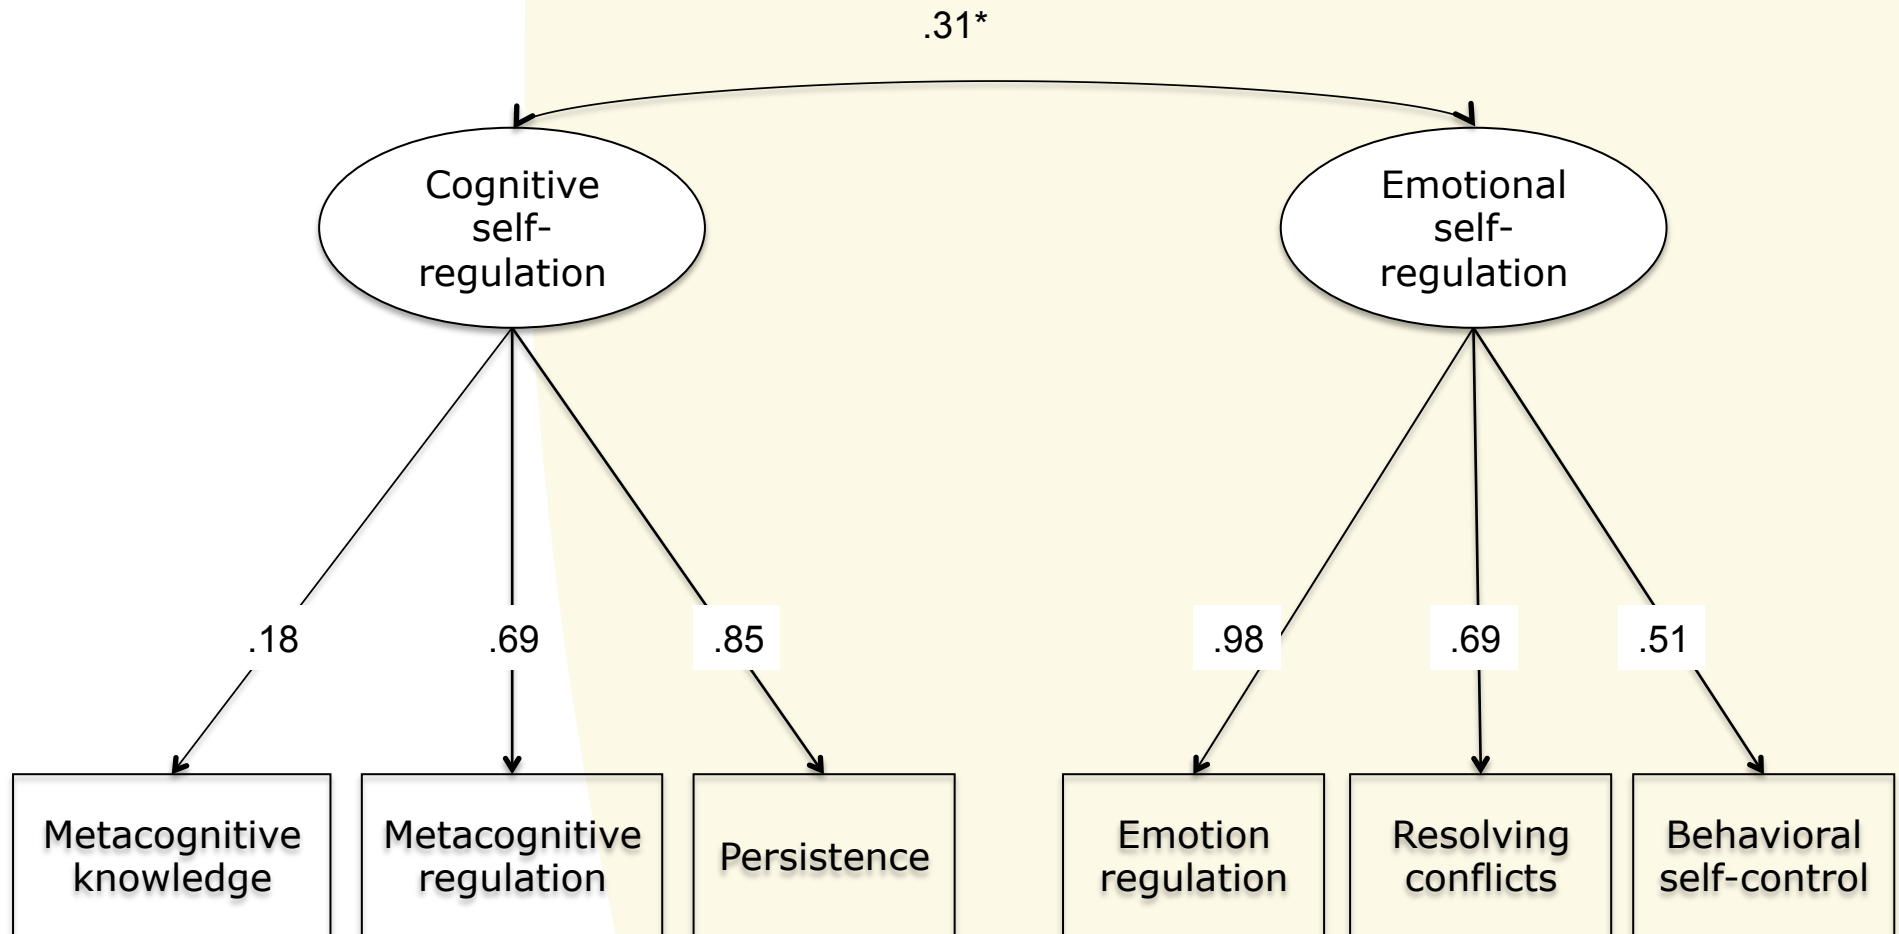 .31*
Cognitive
self-
regulation
Emotional
self-
regulation
.18
.69
.85
.98
.69
.51
Metacognitive
knowledge
Metacognitive
regulation
Persistence
Emotion
regulation
Resolving
conflicts
Behavioral
self-control